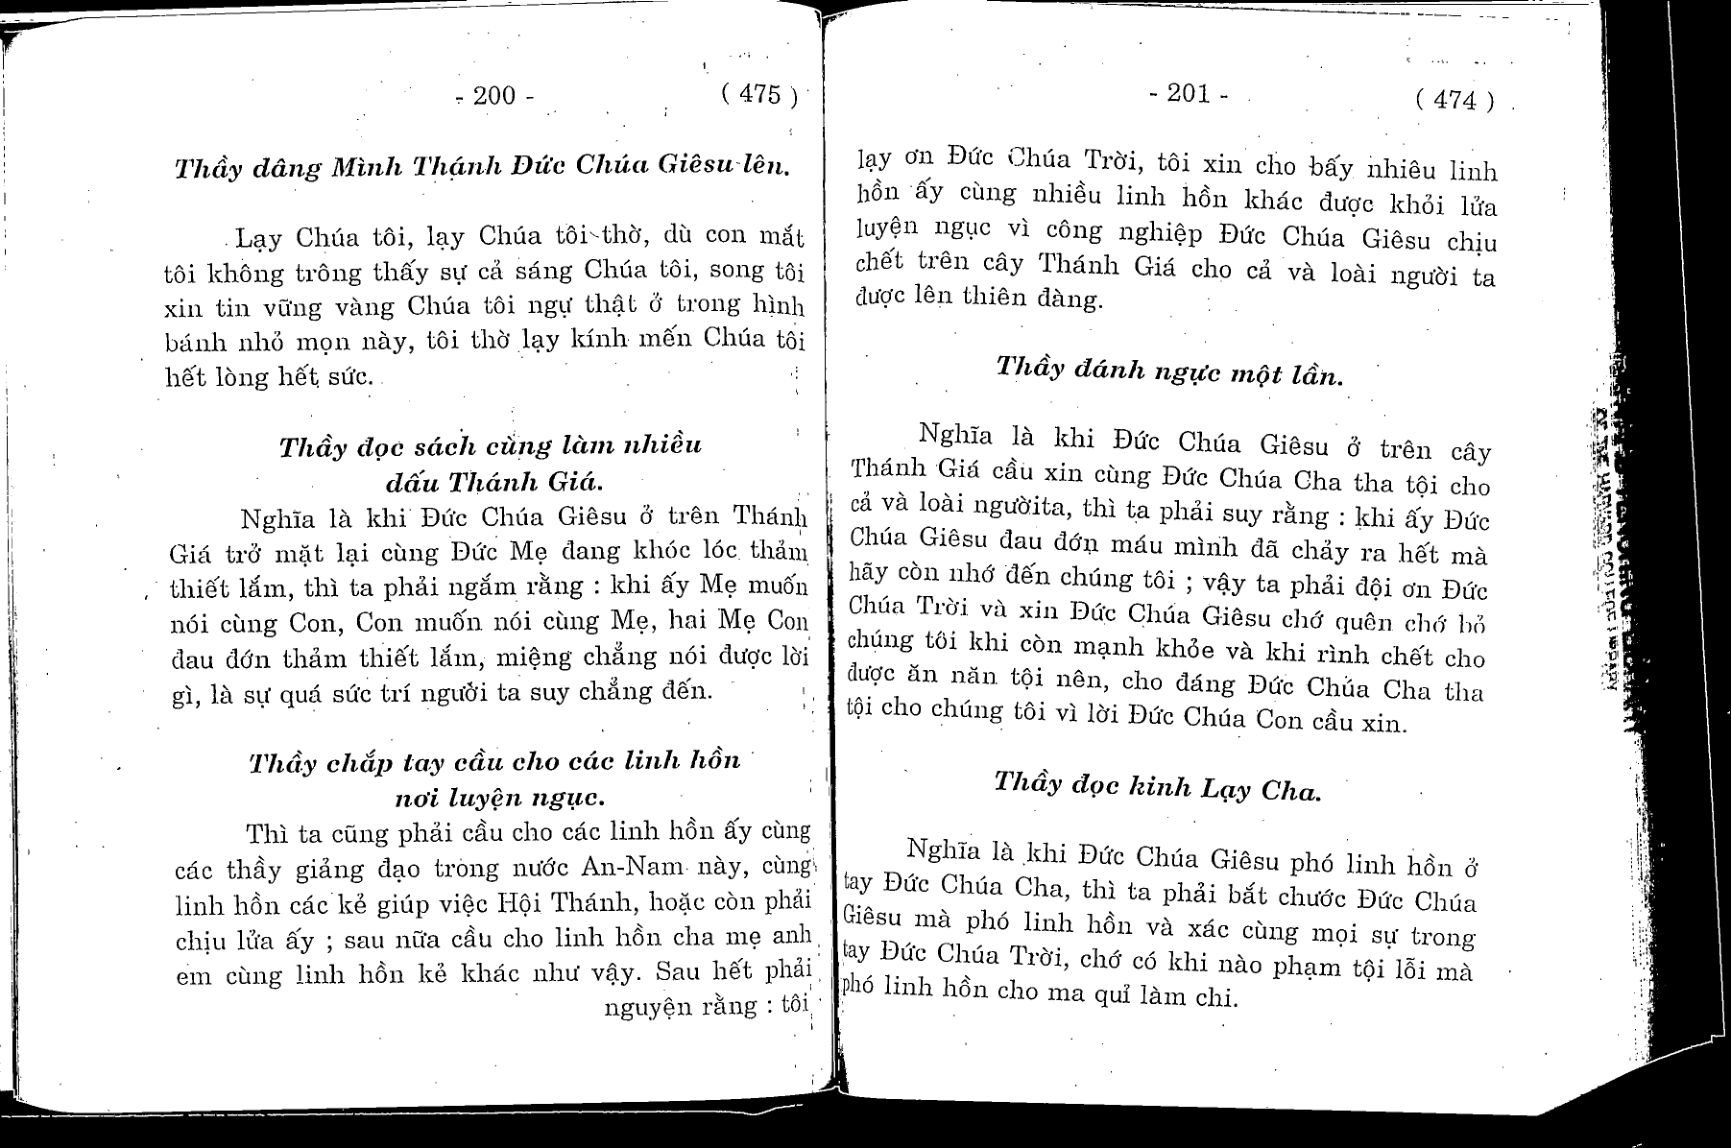 - 200 -
( 475 )
Thầy dâng Mình Thánh Đức Chúa Giêsu lên.
Lạy Chúa tôi, lạy Chúa tôi thờ, dù con mắt
tôi không trông thấy sự cả sáng Chúa tôi, song tôi
xin tin vững vàng Chúa tôi ngự thật ở trong hình
bánh nhỏ mọn này, tôi thờ lạy kính mến Chúa tôi
hết lòng hết sức.
Thầy đọc sách cùng làm nhiều
dấu Thánh Giá.
Nghĩa là khi Đức Chúa Giêsu ở trên Thánh
Giá trở mặt lại cùng Đức Mẹ đang khóc lóc thảm
thiết lắm, thì ta phải ngắm rằng : khi ấy Mẹ muốn
nói cùng Con, Con muốn nói cùng Mẹ, hai Mẹ Con
đau đớn thảm thiết lắm, miệng chẳng nói được lời
gì, là sự quá sức trí người ta suy chẳng đến.
Thầy chắp tay cầu cho các linh hồn
nơi luyện ngục.
Thì ta cũng phải cầu cho các linh hồn ấy cùng
các thầy giảng đạo trong nước An-Nam này, cùng
linh hồn các kẻ giúp việc Hội Thánh, hoặc còn phải
chịu lửa ấy ; sau nữa cầu cho linh hồn cha mẹ anh
em cùng linh hồn kẻ khác như vậy. Sau hết phải
nguyện rằng : tôi
- 201 -
( 474 )
lạy ơn Đức Chúa Trời, tôi xin cho bấy nhiêu linh
hồn ấy cùng nhiều linh hồn khác được khỏi lửa
luyện ngục vì công nghiệp Đức Chúa Giêsu chịu
chết trên cây Thánh Giá cho cả và loài người ta
được lên thiên đàng.
Thầy đánh ngực một lần.
Nghĩa là khi Đức Chúa Giêsu ở trên cây
Thánh Giá cầu xin cùng Đức Chúa Cha tha tội cho
cả và loài ngườita, thì ta phải suy rằng : khi ấy Đức
Chúa Giêsu đau đớn máu mình đã chảy ra hết mà
hãy còn nhớ đến chúng tôi ; vậy ta phải đội ơn Đức
Chúa Trời và xin Đức Chúa Giêsu chớ quên chớ bỏ
chúng tôi khi còn mạnh khỏe và khi rình chết cho
được ăn năn tội nên, cho đáng Đức Chúa Cha tha
tội cho chúng tôi vì lời Đức Chúa Con cầu xin.
Thầy đọc kinh Lạy Cha.
Nghĩa là khi Đức Chúa Giêsu phó linh hồn ở
tay Đức Chúa Cha, thì ta phải bắt chước Đức Chúa
Giêsu mà phó linh hồn và xác cùng mọi sự trong
tay Đức Chúa Trời, chớ có khi nào phạm tội lỗi mà
phó linh hồn cho ma quỉ làm chi.